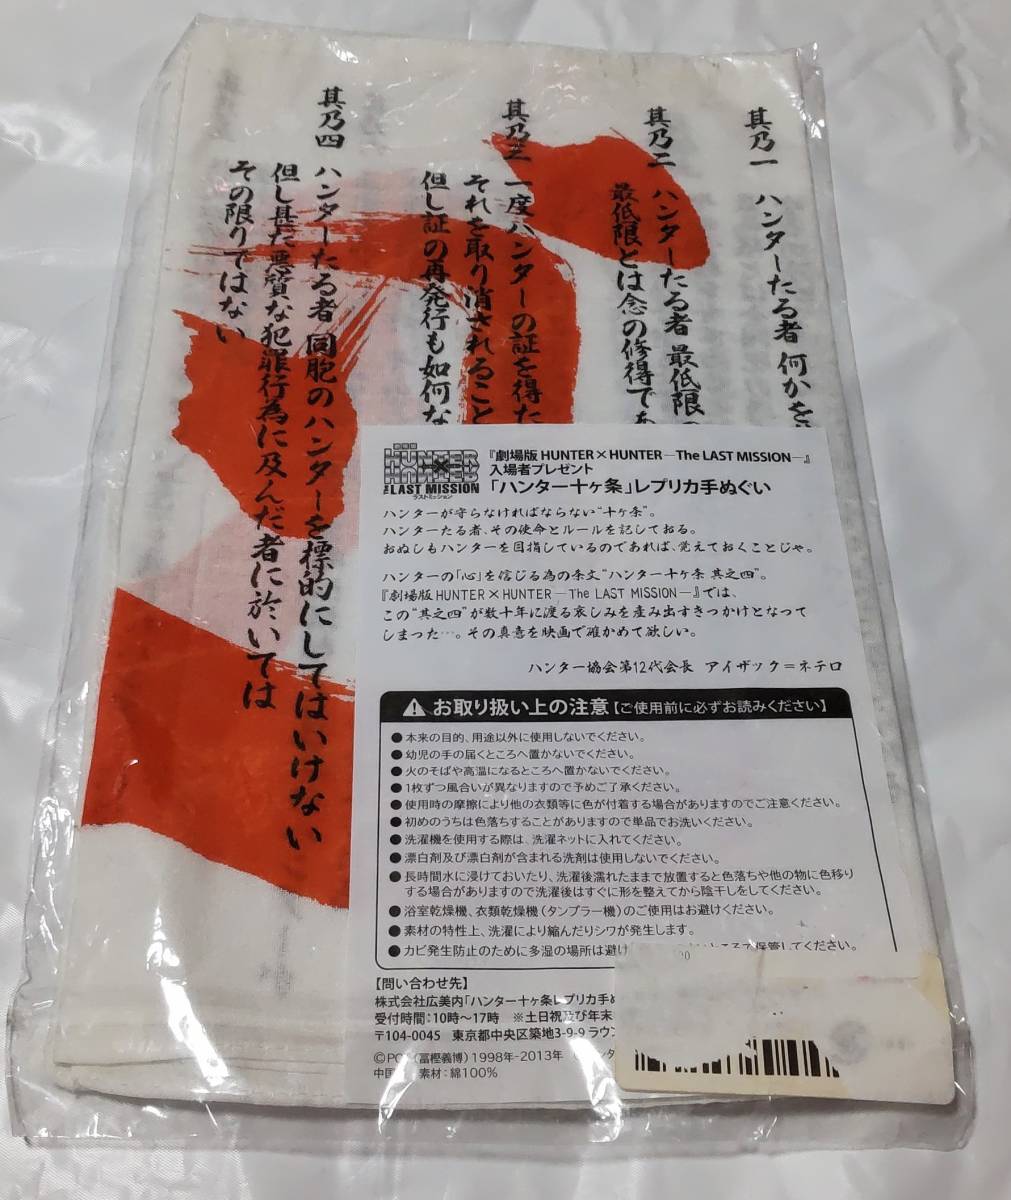 其乃一
ハンターたる者 何かを
其乃二
ハンターたる者 最低限の
最低限とは念の修得であ
其乃三
一度ハンターの証を得た
それを取り消されること
但し証の再発行も如何な
其乃四
ハンターたる者 同胞のハンターを標的にしてはいけない
但し甚だ悪質な犯罪行為に及んだ者に於いては
その限りではない
劇場版
HUNTER×HUNTER
The LAST MISSION
ラストミッション
『劇場版 HUNTER×HUNTER―The LAST MISSION―』
入場者プレゼント
「ハンター十ヶ条」レプリカ手ぬぐい
ハンターが守らなければならない“十ヶ条”。
ハンターたる者、その使命とルールを記しておる。
おぬしもハンターを目指しているのであれば、覚えておくことじゃ。
ハンターの「心」を信じる為の条文“ハンター十ヶ条 其之四”。
『劇場版 HUNTER×HUNTER ―The LAST MISSION―』では、
この“其之四”が数十年に渡る哀しみを産み出すきっかけとなって
しまった…。その真意を映画で確かめて欲しい。
ハンター協会第12代会長 アイザック＝ネテロ
お取り扱い上の注意【ご使用前に必ずお読みください】
●本来の目的、用途以外に使用しないでください。
●幼児の手の届くところへ置かないでください。
●火のそばや高温になるところへ置かないでください。
●1枚ずつ風合いが異なりますので予めご了承ください。
●使用時の摩擦により他の衣類等に色が付着する場合がありますのでご注意ください。
●初めのうちは色落ちすることがありますので単品でお洗いください。
●洗濯機を使用する際は、洗濯ネットに入れてください。
●漂白剤及び漂白剤が含まれる洗剤は使用しないでください。
●長時間水に浸けておいたり、洗濯後濡れたままで放置すると色落ちや他の物に色移り
する場合がありますので洗濯後はすぐに形を整えてから陰干しをしてください。
●浴室乾燥機、衣類乾燥機（タンブラー機）のご使用はお避けください。
●素材の特性上、洗濯により縮んだりシワが発生します。
●カビ発生防止のために多湿の場所は避け 保管してください。
【問い合わせ先】
株式会社広美内「ハンター十ヶ条レプリカ手ぬ
受付時間：10時～17時 ※土日祝及び年末
〒104-0045 東京都中央区築地3-9-9 ラウン
©PO （冨樫義博）1998年-2013年
中国 素材：綿100%